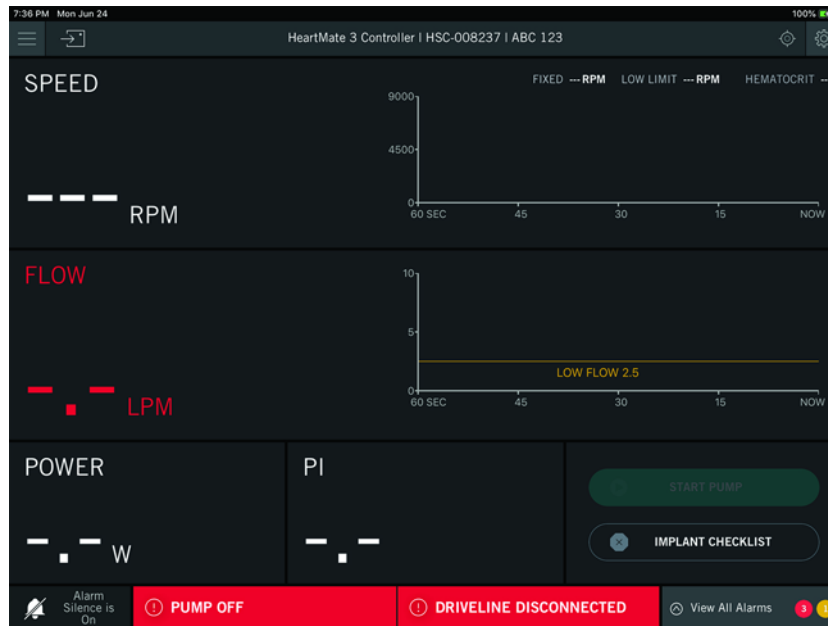 7:36 PM Mon Jun 24
100%
HeartMate 3 Controller I HSC-008237 I ABC 123
SPEED
FIXED --- RPM LOW LIMIT --- RPM HEMATOCRIT --
9000
4500
0
60 SEC 45 30 15 NOW
--- RPM
FLOW
10
5
LOW FLOW 2.5
0
60 SEC 45 30 15 NOW
-.- LPM
POWER
-.- W
PI
-.-
START PUMP
IMPLANT CHECKLIST
Alarm
Silence is
On
PUMP OFF
DRIVELINE DISCONNECTED
View All Alarms
3
1